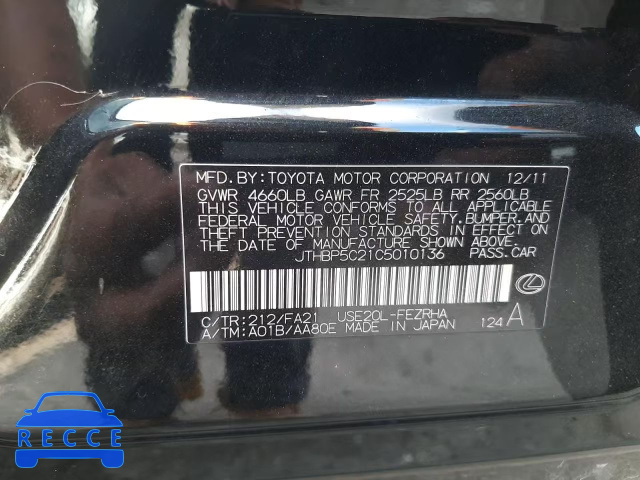 MFD.BY:TOYOTA MOTOR CORPORATION 12/11
GVWR 4660LB GAWR FR 2525LB RR 2560LB
THIS VEHICLE CONFORMS TO ALL APPLICABLE
FEDERAL MOTOR VEHICLE SAFETY,BUMPER,AND
THEFT PREVENTION STANDARDS IN EFFECT ON
THE DATE OF MANUFACTURE SHOWN ABOVE.
JTHBP5C21C5010136 PASS.CAR
C/TR:212/FA21 USE20L-FEZRHA
A/TM:A01B/AA80E MADE IN JAPAN 124 A
RECCE